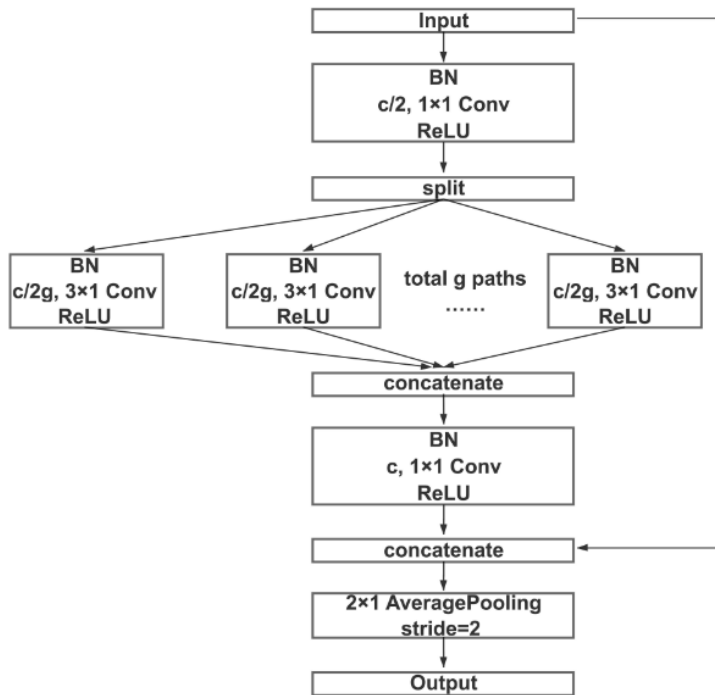 Input
BN
c/2, 1×1 Conv
ReLU
split
BN
c/2g, 3×1 Conv
ReLU
BN
c/2g, 3×1 Conv
ReLU
total g paths
......
BN
c/2g, 3×1 Conv
ReLU
concatenate
BN
c, 1×1 Conv
ReLU
concatenate
2×1 AveragePooling
stride=2
Output